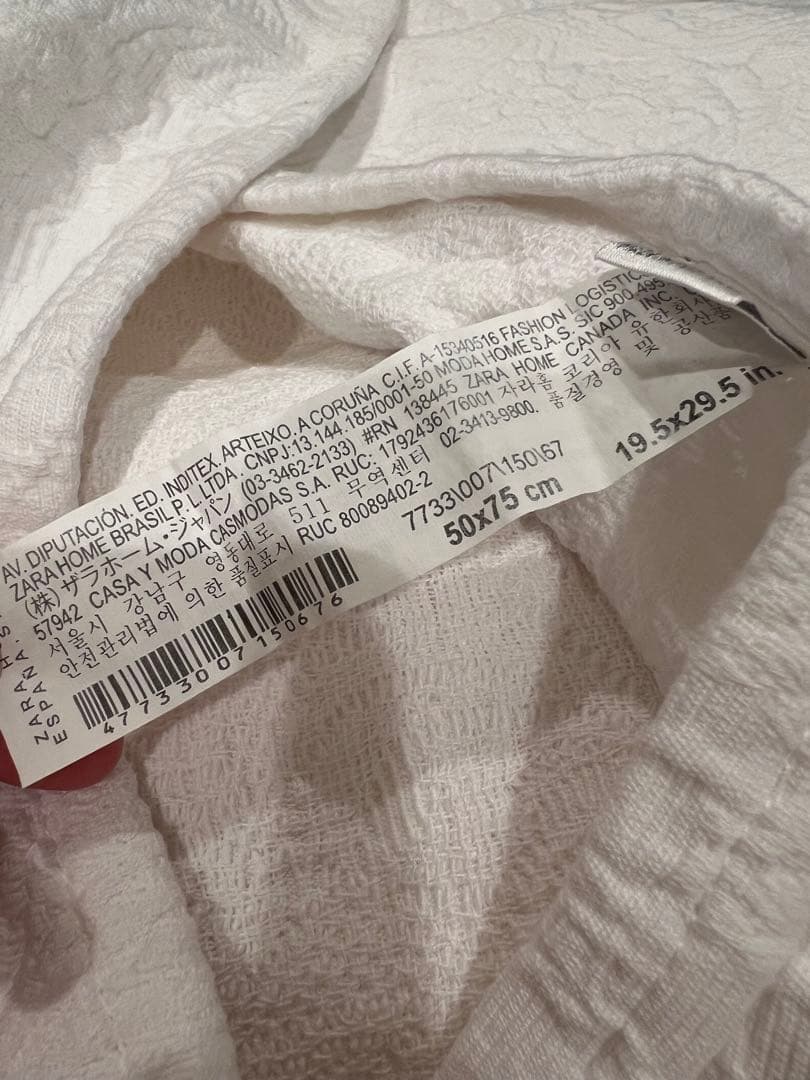 AV. DIPUTACIÓN. ED. INDITEX. ARTEIXO. A CORUÑA C.I.F. A-15340516 FASHION LOGISTICS
ZARA HOME BRASIL P.L LTDA . CNPJ:13.144.185/0001-50 MODA HOME S.A.S. SIC 900.495
(株)ザラホーム・ジャパン (03-3462-2133) #RN 138445 ZARA HOME CANADA INC.
57942 CASA Y MODA CASMODAS S.A. RUC: 1792436176001 자라홈 코리아 유한회사
서울시 강남구 영동대로 511 무역센터 02-3413-9800. 품질경영 및 공산품
안전관리법에 의한 품질표시 RUC 80089402-2
7733\007\150\67
50x75 cm
19.5x29.5 in.
47733007150676
ZARA H
ESPAÑA